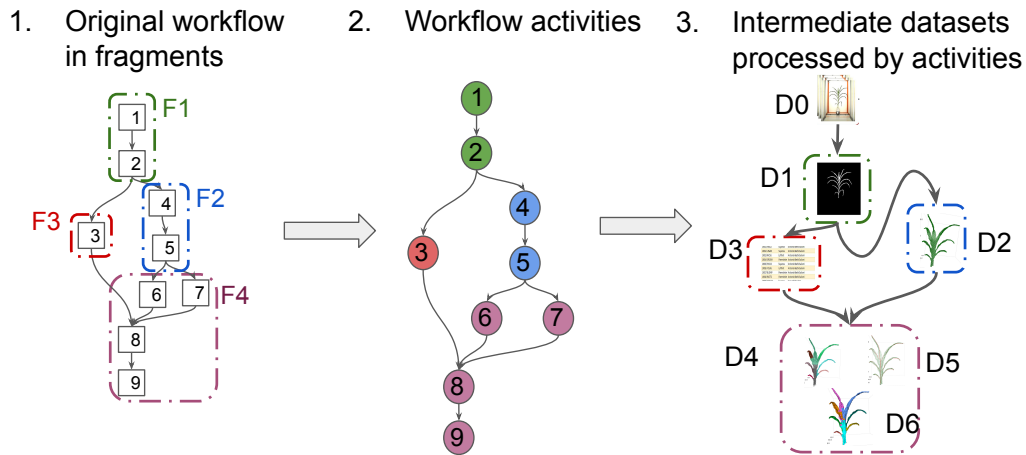 1. Original workflow
in fragments
F1
1
2
F2
4
F3
3
5
6
7
F4
8
9
2. Workflow activities
1
2
4
3
5
6
7
8
9
3. Intermediate datasets
processed by activities
D0
D1
D3
D2
D4
D5
D6